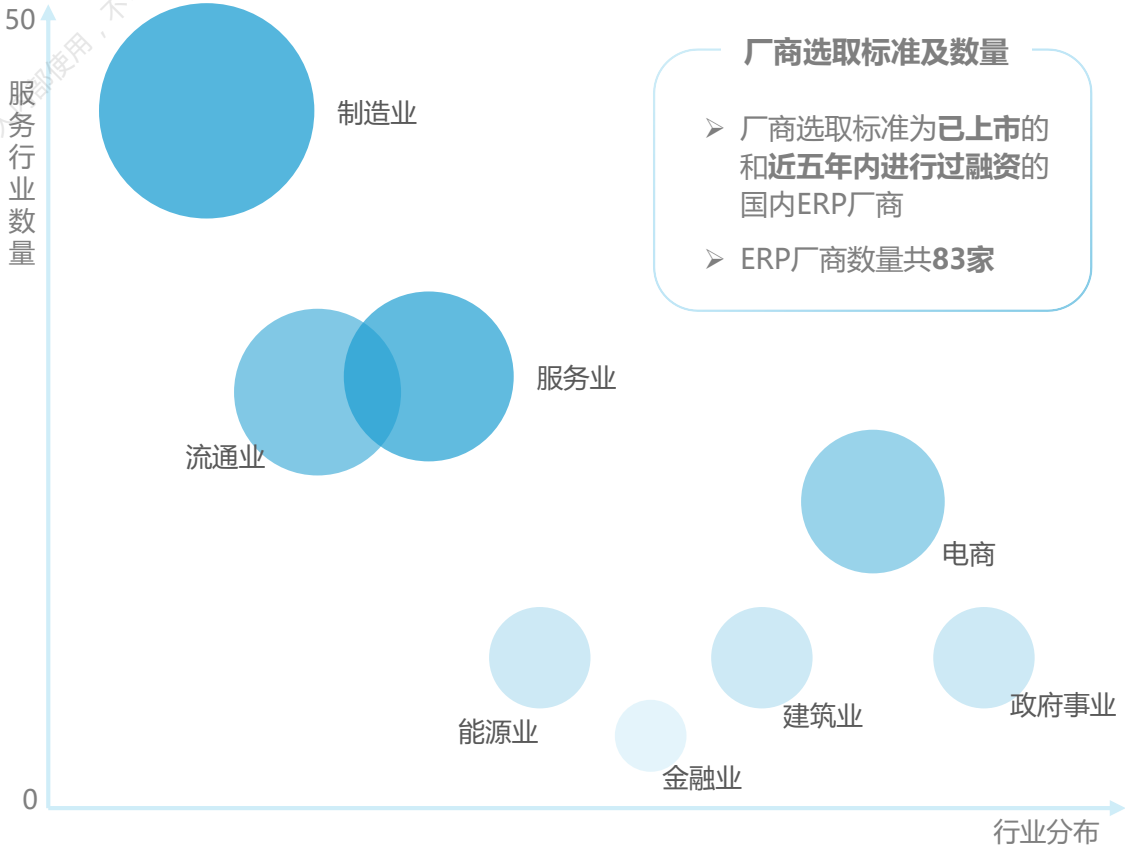 50
服务行业数量
0
行业分布
制造业
服务业
流通业
电商
能源业
金融业
建筑业
政府事业
厂商选取标准及数量
➢ 厂商选取标准为已上市的
和近五年内进行过融资的
国内ERP厂商
➢ ERP厂商数量共83家
部使用，不